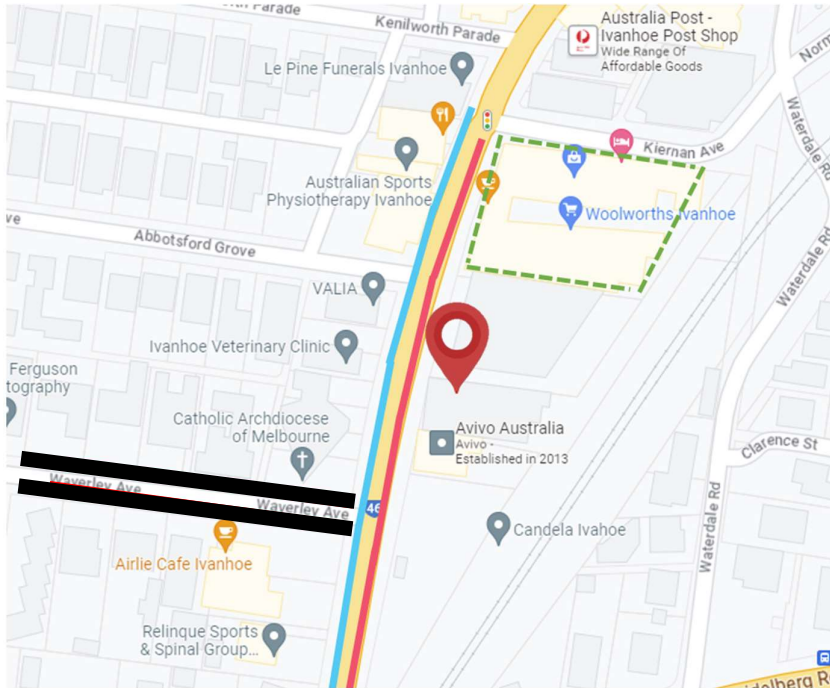 Parade
Kenilworth Parade
Australia Post -
Ivanhoe Post Shop
Wide Range Of
Affordable Goods
Le Pine Funerals Ivanhoe
Kiernan Ave
Waterdale Rd
Australian Sports
Physiotherapy Ivanhoe
Woolworths Ivanhoe
ve
Abbotsford Grove
Waterdale Rd
VALIA
Ivanhoe Veterinary Clinic
Ferguson
tography
Catholic Archdiocese
of Melbourne
Avivo Australia
Avivo -
Established in 2013
Clarence St
Waverley Ave
Waverley Ave
46
Candela Ivahoe
Waterdale Rd
Airlie Cafe Ivanhoe
Relinque Sports
& Spinal Group...